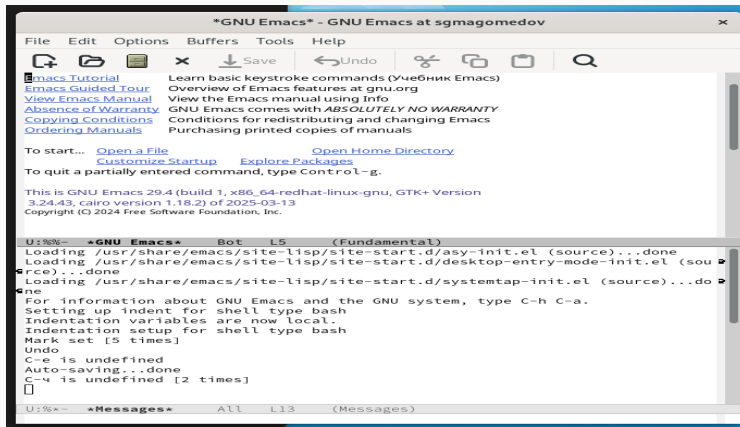 *GNU Emacs* - GNU Emacs at sgmagomedov
File Edit Options Buffers Tools Help
Save Undo
Emacs Tutorial Learn basic keystroke commands (Учебник Emacs)
Emacs Guided Tour Overview of Emacs features at gnu.org
View Emacs Manual View the Emacs manual using Info
Absence of Warranty GNU Emacs comes with ABSOLUTELY NO WARRANTY
Copying Conditions Conditions for redistributing and changing Emacs
Ordering Manuals Purchasing printed copies of manuals
To start... Open a File Open Home Directory
Customize Startup Explore Packages
To quit a partially entered command, type Control-g.
This is GNU Emacs 29.4 (build 1, x86_64-redhat-linux-gnu, GTK+ Version
3.24.43, cairo version 1.18.2) of 2025-03-13
Copyright (C) 2024 Free Software Foundation, Inc.
U:%%- *GNU Emacs* Bot L5 (Fundamental)
Loading /usr/share/emacs/site-lisp/site-start.d/asy-init.el (source)...done
Loading /usr/share/emacs/site-lisp/site-start.d/desktop-entry-mode-init.el (sou
rce)...done
Loading /usr/share/emacs/site-lisp/site-start.d/systemtap-init.el (source)...do
ne
For information about GNU Emacs and the GNU system, type C-h C-a.
Setting up indent for shell type bash
Indentation variables are now local.
Indentation setup for shell type bash
Mark set [5 times]
Undo
C-e is undefined
Auto-saving...done
C-ч is undefined [2 times]
U:%*- *Messages* All L13 (Messages)